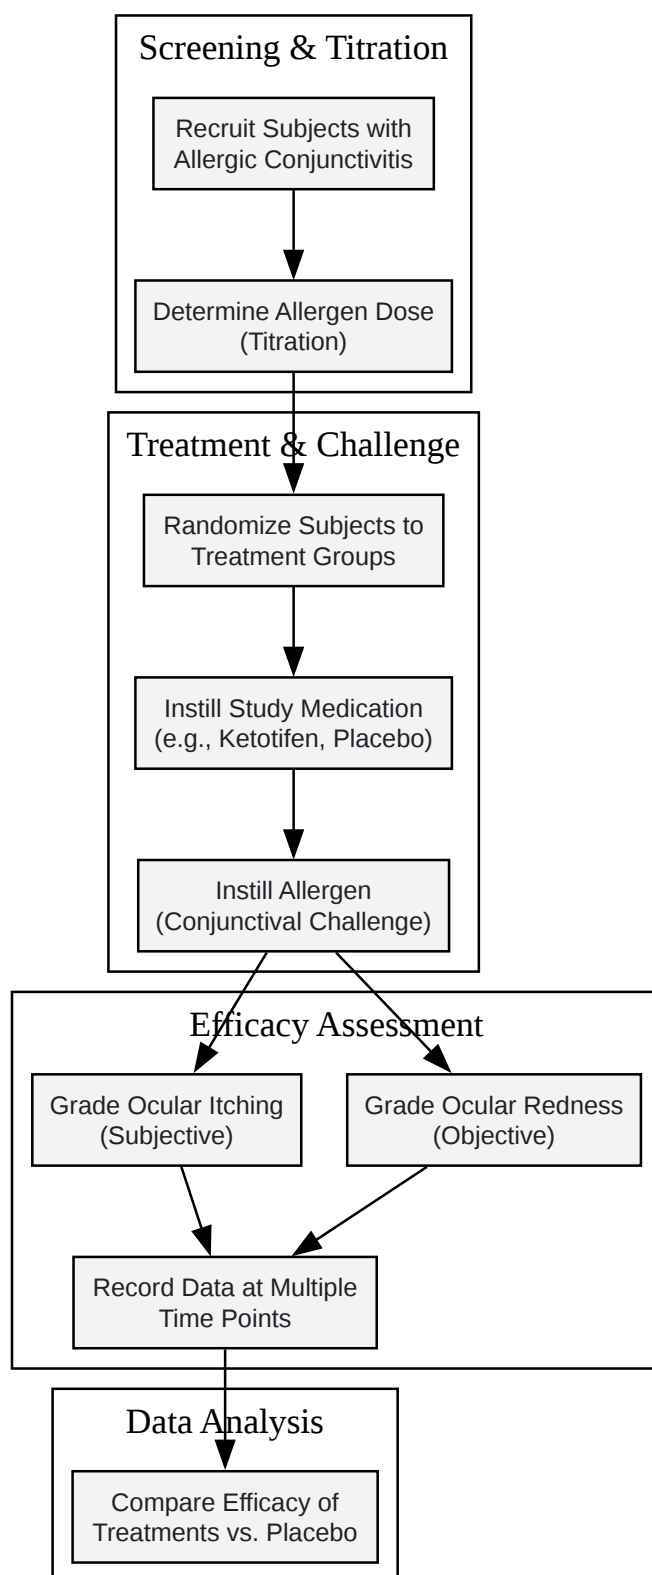 Screening & Titration
Recruit Subjects with
Allergic Conjunctivitis
Determine Allergen Dose
(Titration)
Treatment & Challenge
Randomize Subjects to
Treatment Groups
Instill Study Medication
(e.g., Ketotifen, Placebo)
Instill Allergen
(Conjunctival Challenge)
Efficacy Assessment
Grade Ocular Itching
(Subjective)
Grade Ocular Redness
(Objective)
Record Data at Multiple
Time Points
Data Analysis
Compare Efficacy of
Treatments vs. Placebo